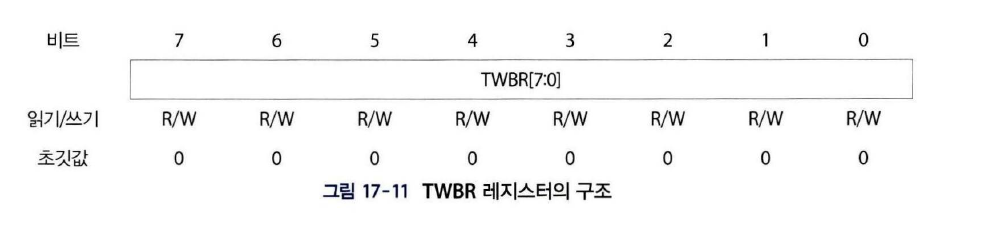 비트 7 6 5 4 3 2 1 0
TWBR[7:0]
읽기/쓰기 R/W R/W R/W R/W R/W R/W R/W R/W
초깃값 0 0 0 0 0 0 0 0
그림 17-11 TWBR 레지스터의 구조